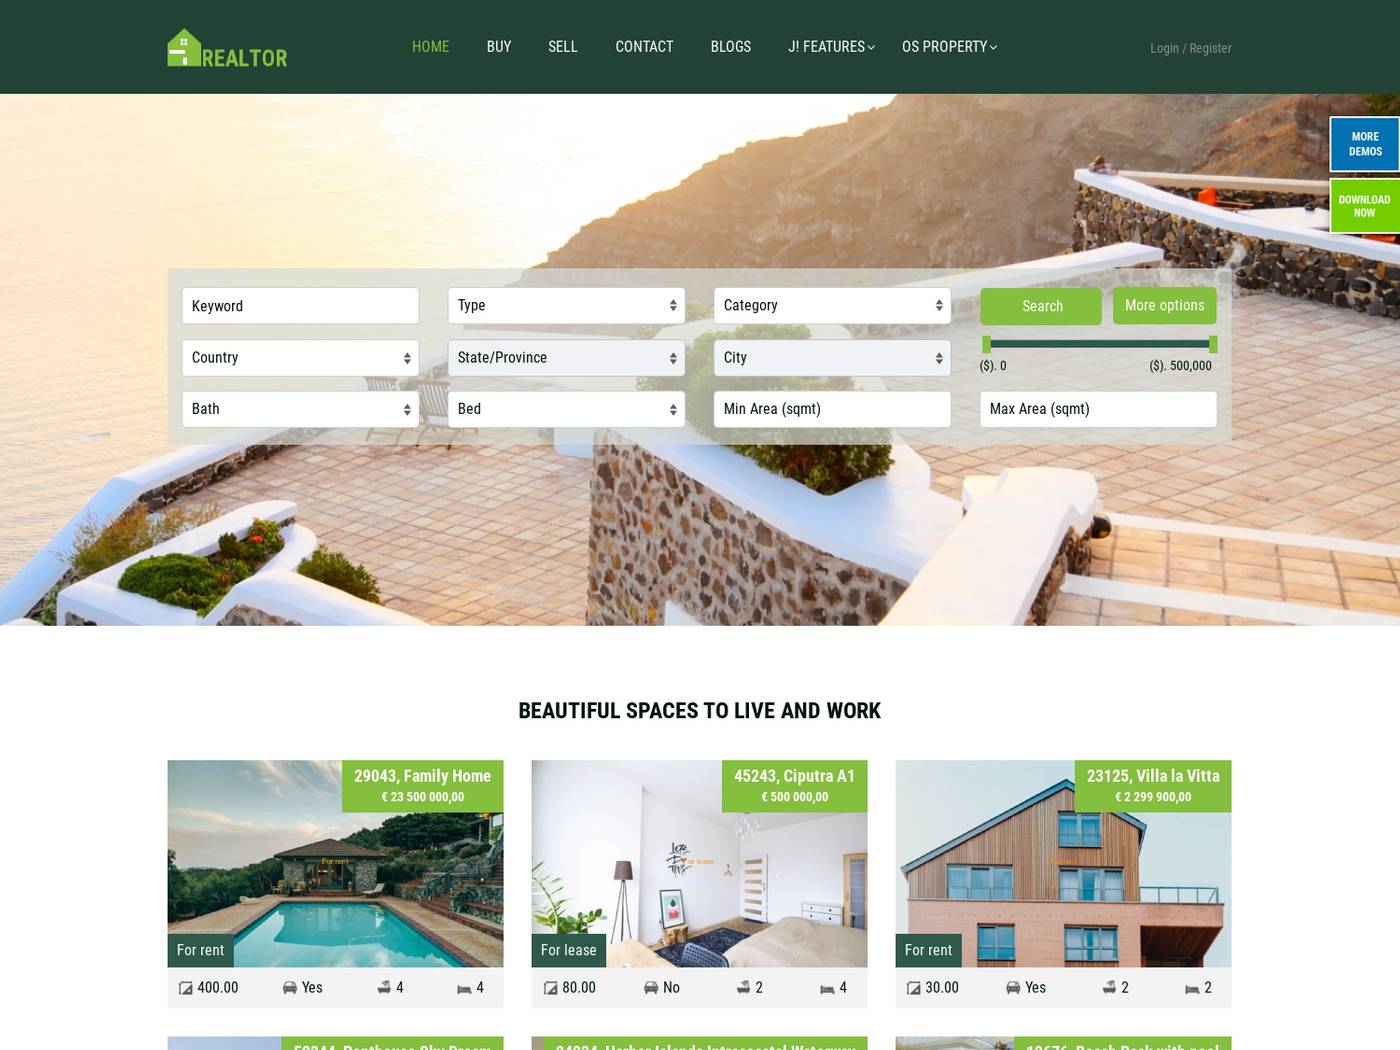 REALTOR
HOME BUY SELL CONTACT BLOGS J! FEATURES OS PROPERTY
Login / Register
MORE
DEMOS
DOWNLOAD
NOW
Keyword Type Category Search More options
Country State/Province City
($). 0 ($). 500,000
Bath Bed Min Area (sqmt) Max Area (sqmt)
BEAUTIFUL SPACES TO LIVE AND WORK
29043, Family Home
€ 23 500 000,00
For rent
For rent
400.00 Yes 4 4
45243, Ciputra A1
€ 500 000,00
For lease
For lease
80.00 No 2 4
23125, Villa la Vitta
€ 2 299 900,00
For rent
For rent
30.00 Yes 2 2